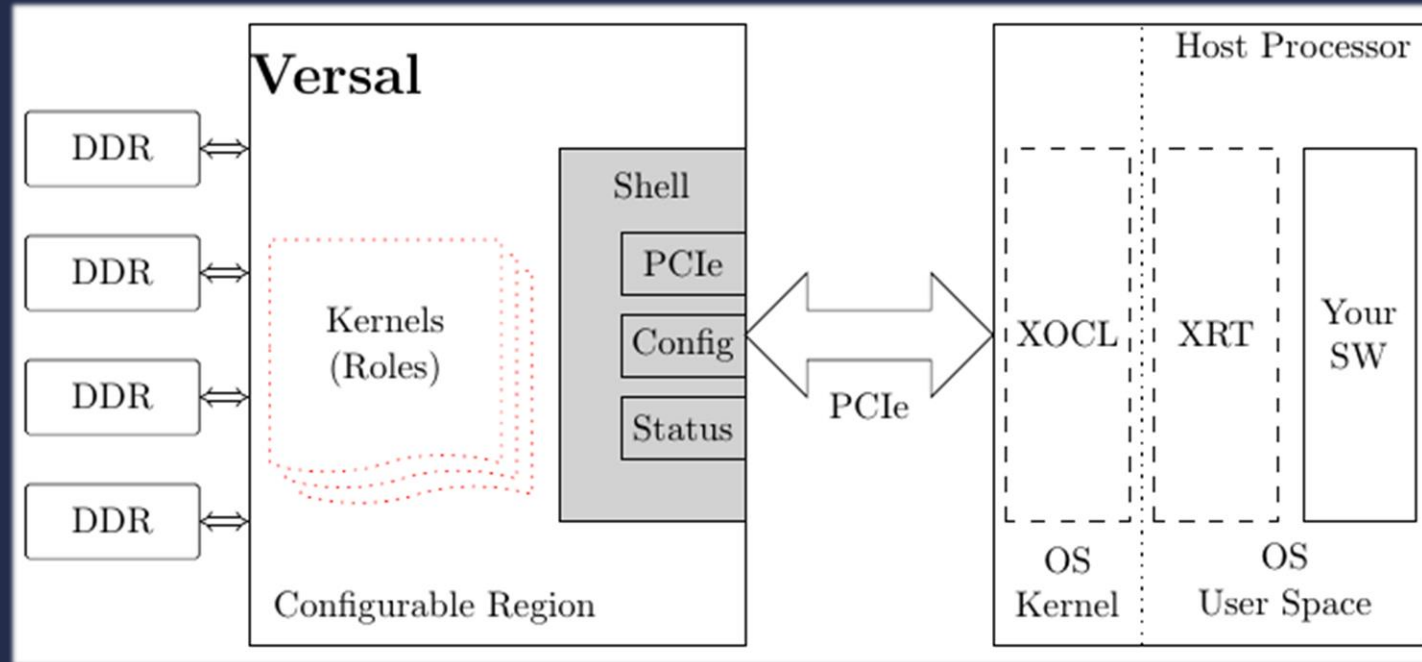 Versal
DDR
DDR
DDR
DDR
Kernels
(Roles)
Configurable Region
Shell
PCIe
Config
Status
PCIe
Host Processor
XOCL
XRT
Your
SW
OS
Kernel
OS
User Space